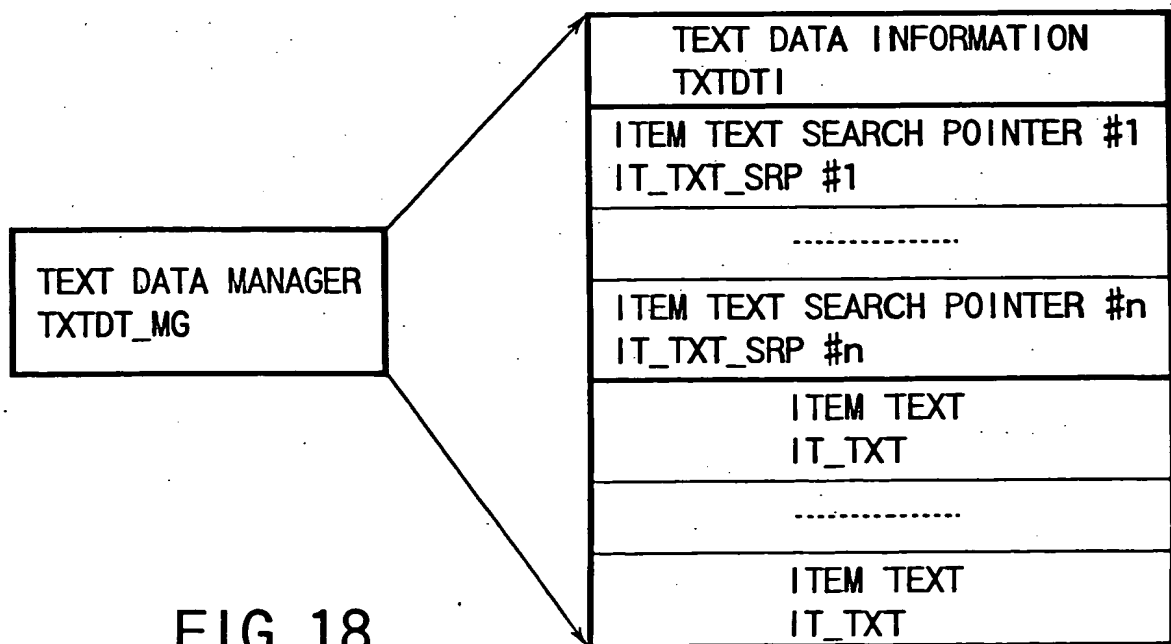 TEXT DATA MANAGER
TXTDT_MG
TEXT DATA INFORMATION
TXTDTI
ITEM TEXT SEARCH POINTER #1
IT_TXT_SRP #1
---------------
ITEM TEXT SEARCH POINTER #n
IT_TXT_SRP #n
ITEM TEXT
IT_TXT
---------------
ITEM TEXT
IT_TXT
FIG. 18